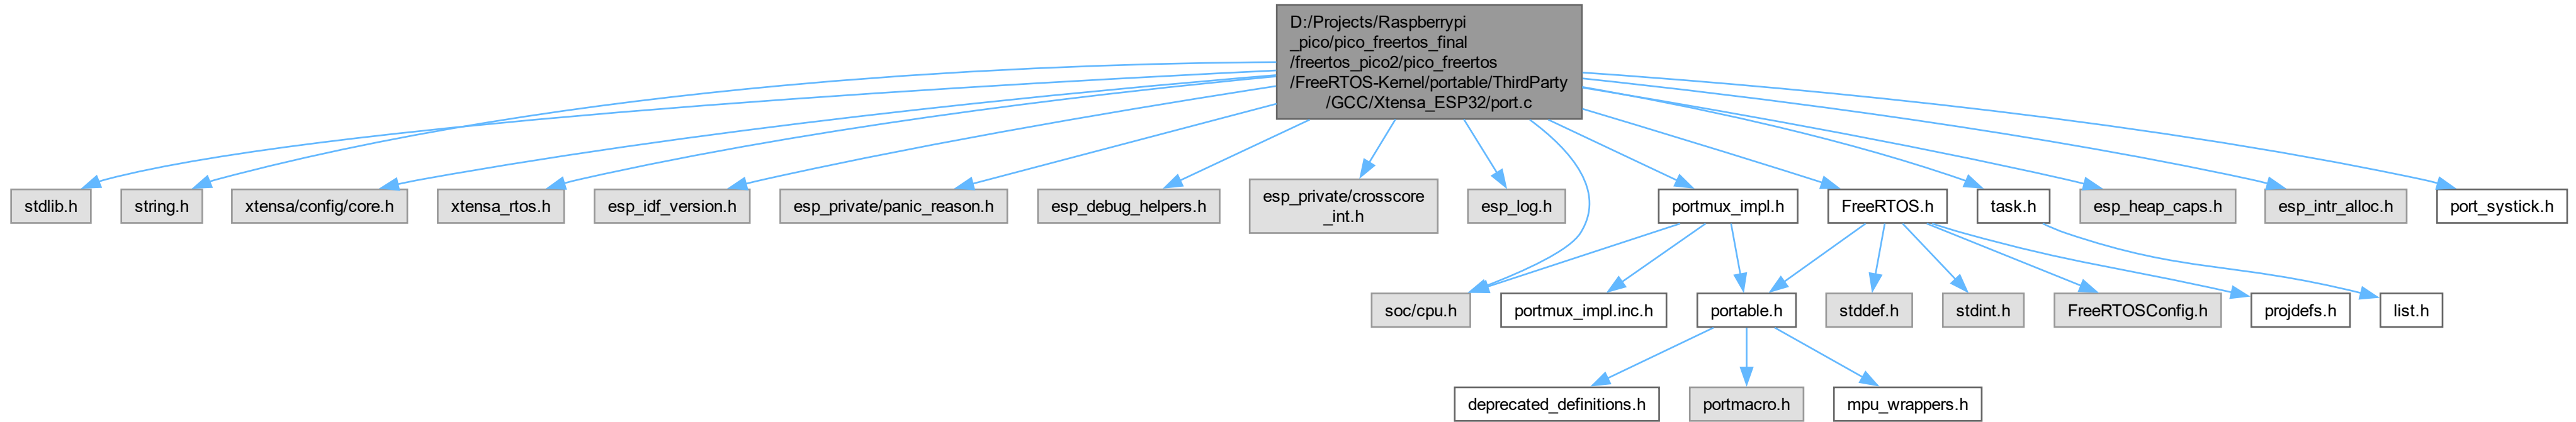 D:/Projects/Raspberrypi
_pico/pico_freertos_final
/freertos_pico2/pico_freertos
/FreeRTOS-Kernel/portable/ThirdParty
/GCC/Xtensa_ESP32/port.c
stdlib.h
string.h
xtensa/config/core.h
xtensa_rtos.h
esp_idf_version.h
esp_private/panic_reason.h
esp_debug_helpers.h
esp_private/crosscore
_int.h
esp_log.h
portmux_impl.h
FreeRTOS.h
task.h
esp_heap_caps.h
esp_intr_alloc.h
port_systick.h
soc/cpu.h
portmux_impl.inc.h
portable.h
stddef.h
stdint.h
FreeRTOSConfig.h
projdefs.h
list.h
deprecated_definitions.h
portmacro.h
mpu_wrappers.h